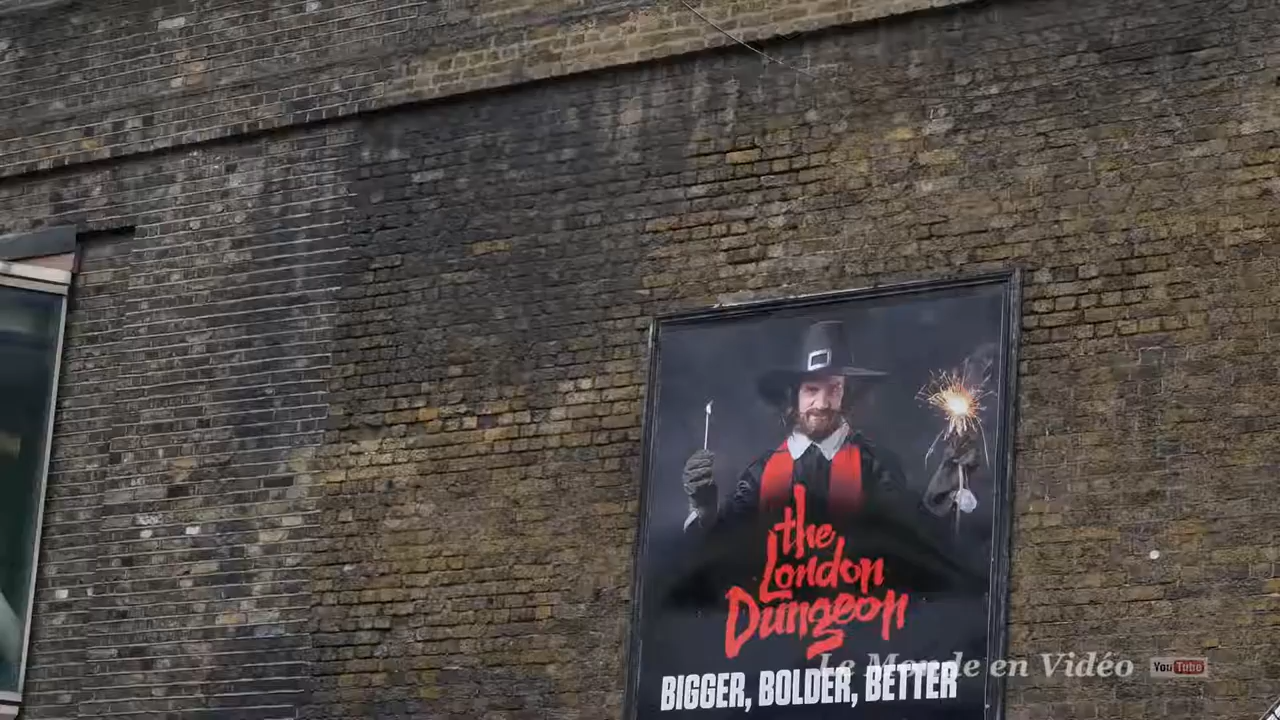 the
London
Dungeon
BIGGER, BOLDER, BETTER
Le Monde en Vidéo
YouTube